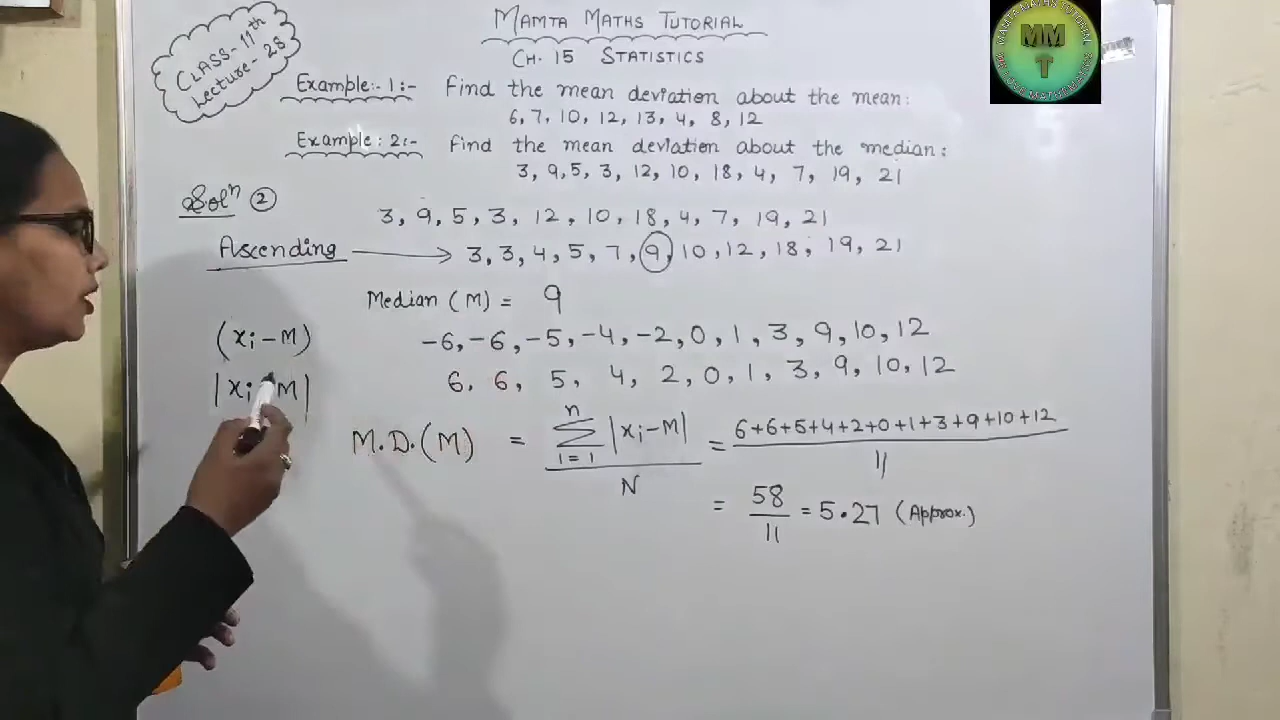 CLASS-11th
Lecture-28
MAMTA MATHS TUTORIAL
CH. 15 STATISTICS
Example:- 1:- Find the mean deviation about the mean:
6, 7, 10, 12, 13, 4, 8, 12
Example: 2:- Find the mean deviation about the median:
3, 9, 5, 3, 12, 10, 18, 4, 7, 19, 21
Solⁿ ② 3, 9, 5, 3, 12, 10, 18, 4, 7, 19, 21
Ascending → 3, 3, 4, 5, 7, 9, 10, 12, 18, 19, 21
Median (M) = 9
(xi-M) -6, -6, -5, -4, -2, 0, 1, 3, 9, 10, 12
|xi-M| 6, 6, 5, 4, 2, 0, 1, 3, 9, 10, 12
M.D.(M) = n Σ i=1 |xi-M| / N = 6+6+5+4+2+0+1+3+9+10+12 / 11
= 58/11 = 5.27 (Approx.)
MAMTA MATHS TUTORIAL
MM
T